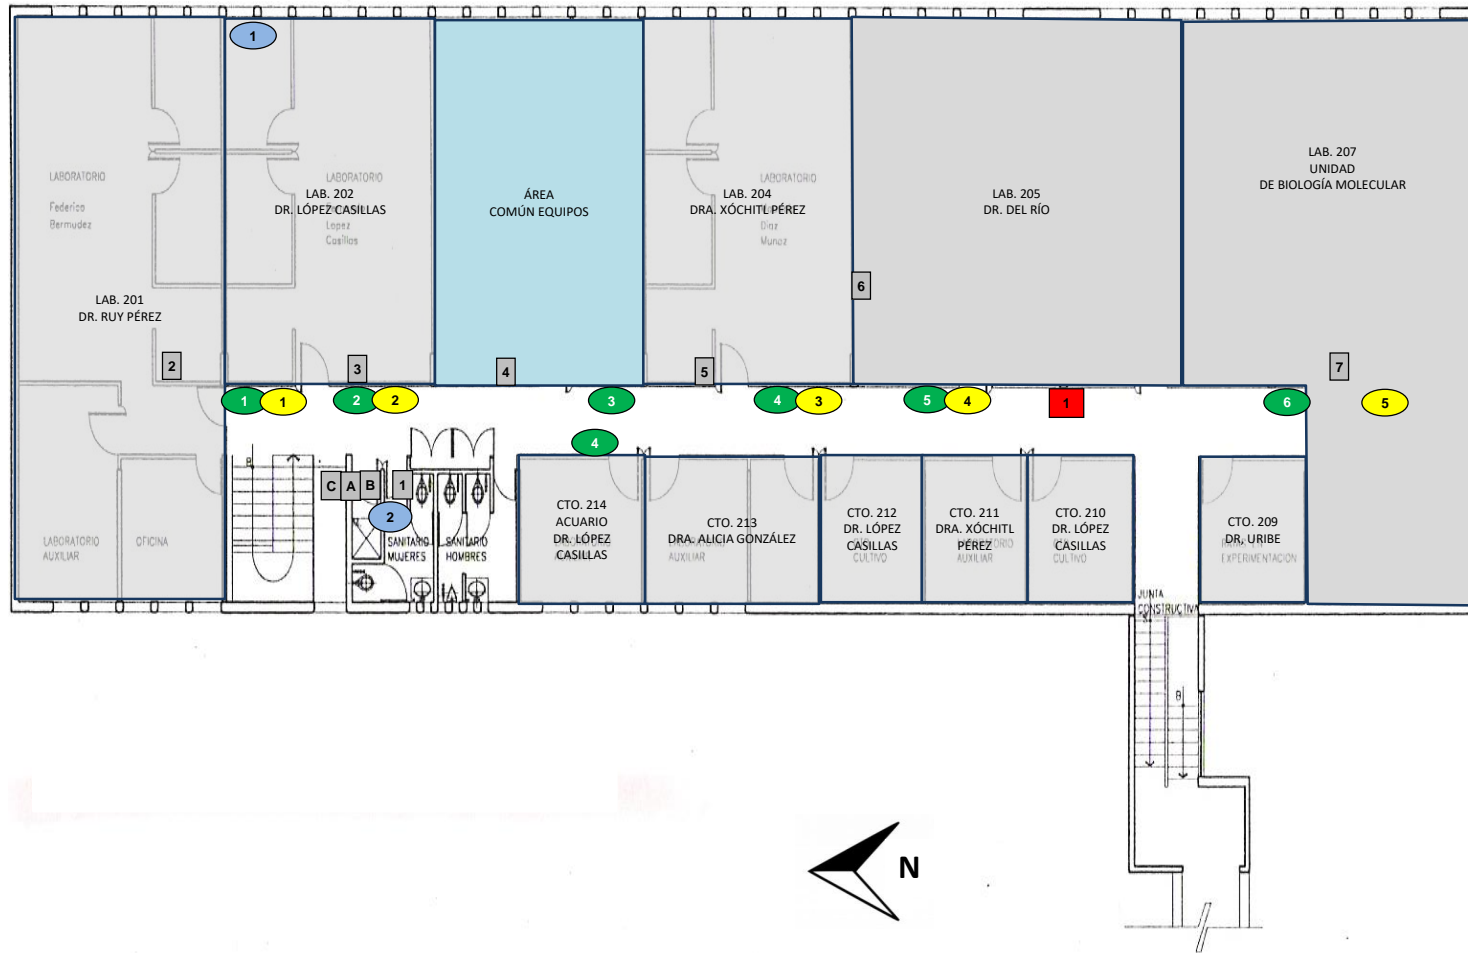 1
LABORATORIO
Federico
Bermudez
LAB. 201
DR. RUY PÉREZ
2
LABORATORIO
AUXILIAR
OFICINA
LABORATORIO
LAB. 202
DR. LÓPEZ CASILLAS
Lopez
Casillas
3
ÁREA
COMÚN EQUIPOS
4
LABORATORIO
LAB. 204
DRA. XÓCHITL PÉREZ
Diaz
Munoz
5
6
LAB. 205
DR. DEL RÍO
LAB. 207
UNIDAD
DE BIOLOGÍA MOLECULAR
7
1
1
2
2
3
4
3
5
4
1
6
5
4
B
C
A
B
1
2
SANITARIO
MUJERES
SANITARIO
HOMBRES
CTO. 214
ACUARIO
DR. LÓPEZ
CASILLAS
CTO. 213
DRA. ALICIA GONZÁLEZ
AUXILIAR
CTO. 212
DR. LÓPEZ
CASILLAS
CULTIVO
CTO. 211
DRA. XÓCHITL
PÉREZ
AUXILIAR
CTO. 210
DR. LÓPEZ
CASILLAS
CULTIVO
CTO. 209
DR. URIBE
EXPERIMENTACION
JUNTA
CONSTRUCTIVA
B
N